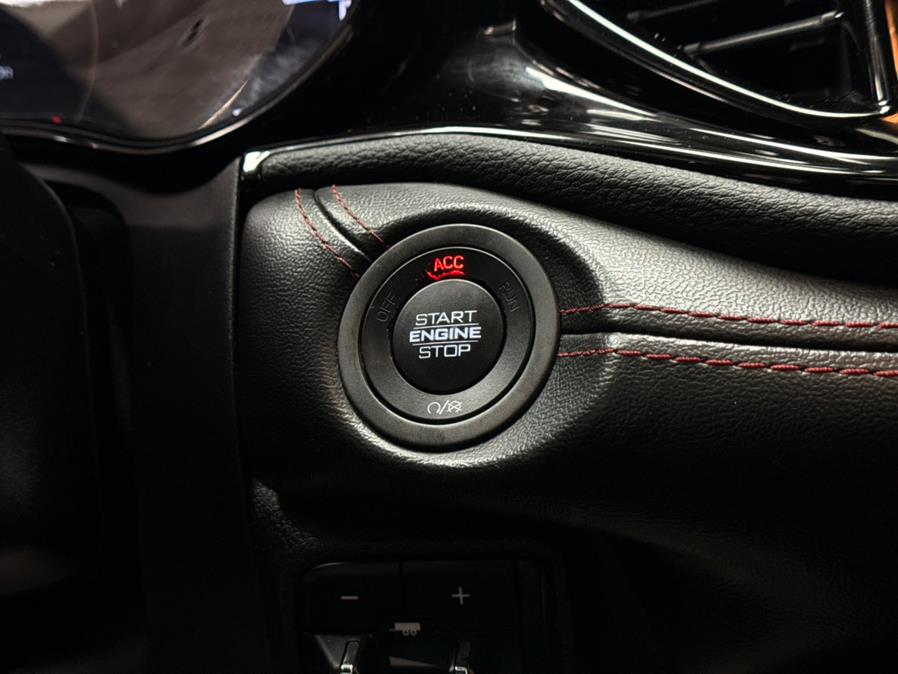 ACC
OFF
RUN
START
ENGINE
STOP
- +